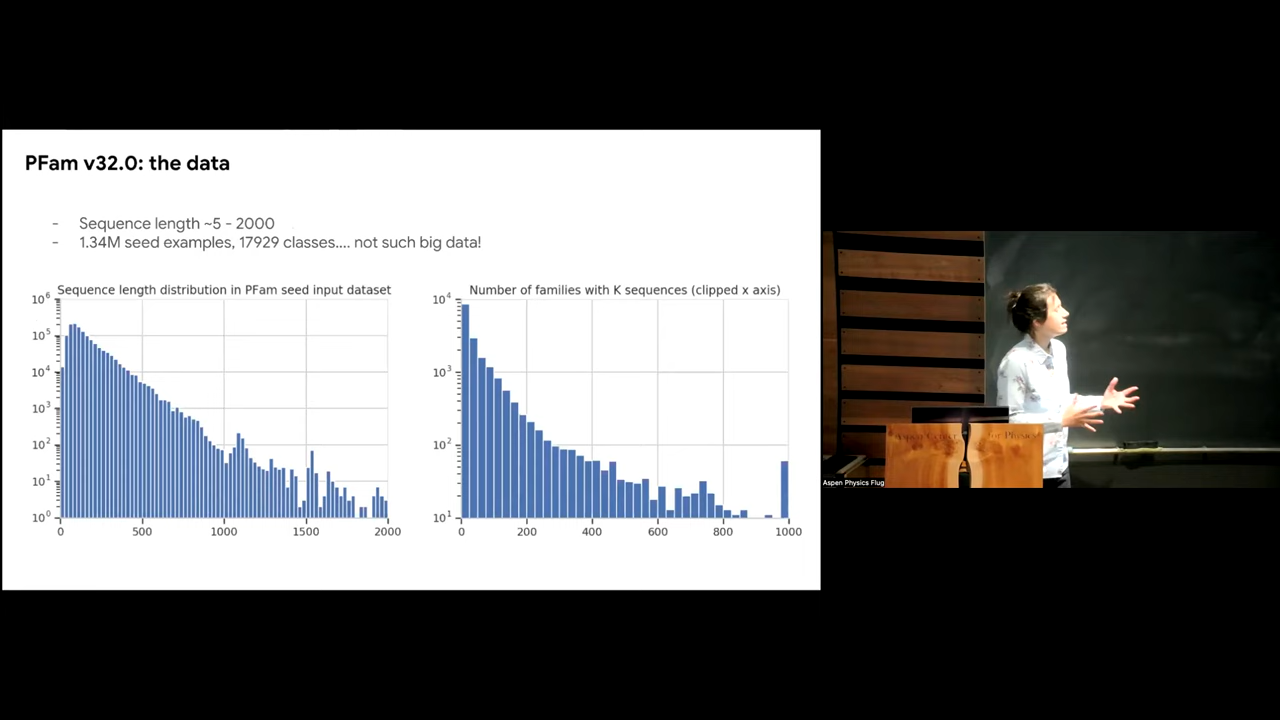 PFam v32.0: the data
- Sequence length ~5 - 2000
- 1.34M seed examples, 17929 classes.... not such big data!
Sequence length distribution in PFam seed input dataset
10^6
10^5
10^4
10^3
10^2
10^1
10^0
0 500 1000 1500 2000
Number of families with K sequences (clipped x axis)
10^4
10^3
10^2
10^1
0 200 400 600 800 1000
for Physics
Aspen Physics Flug